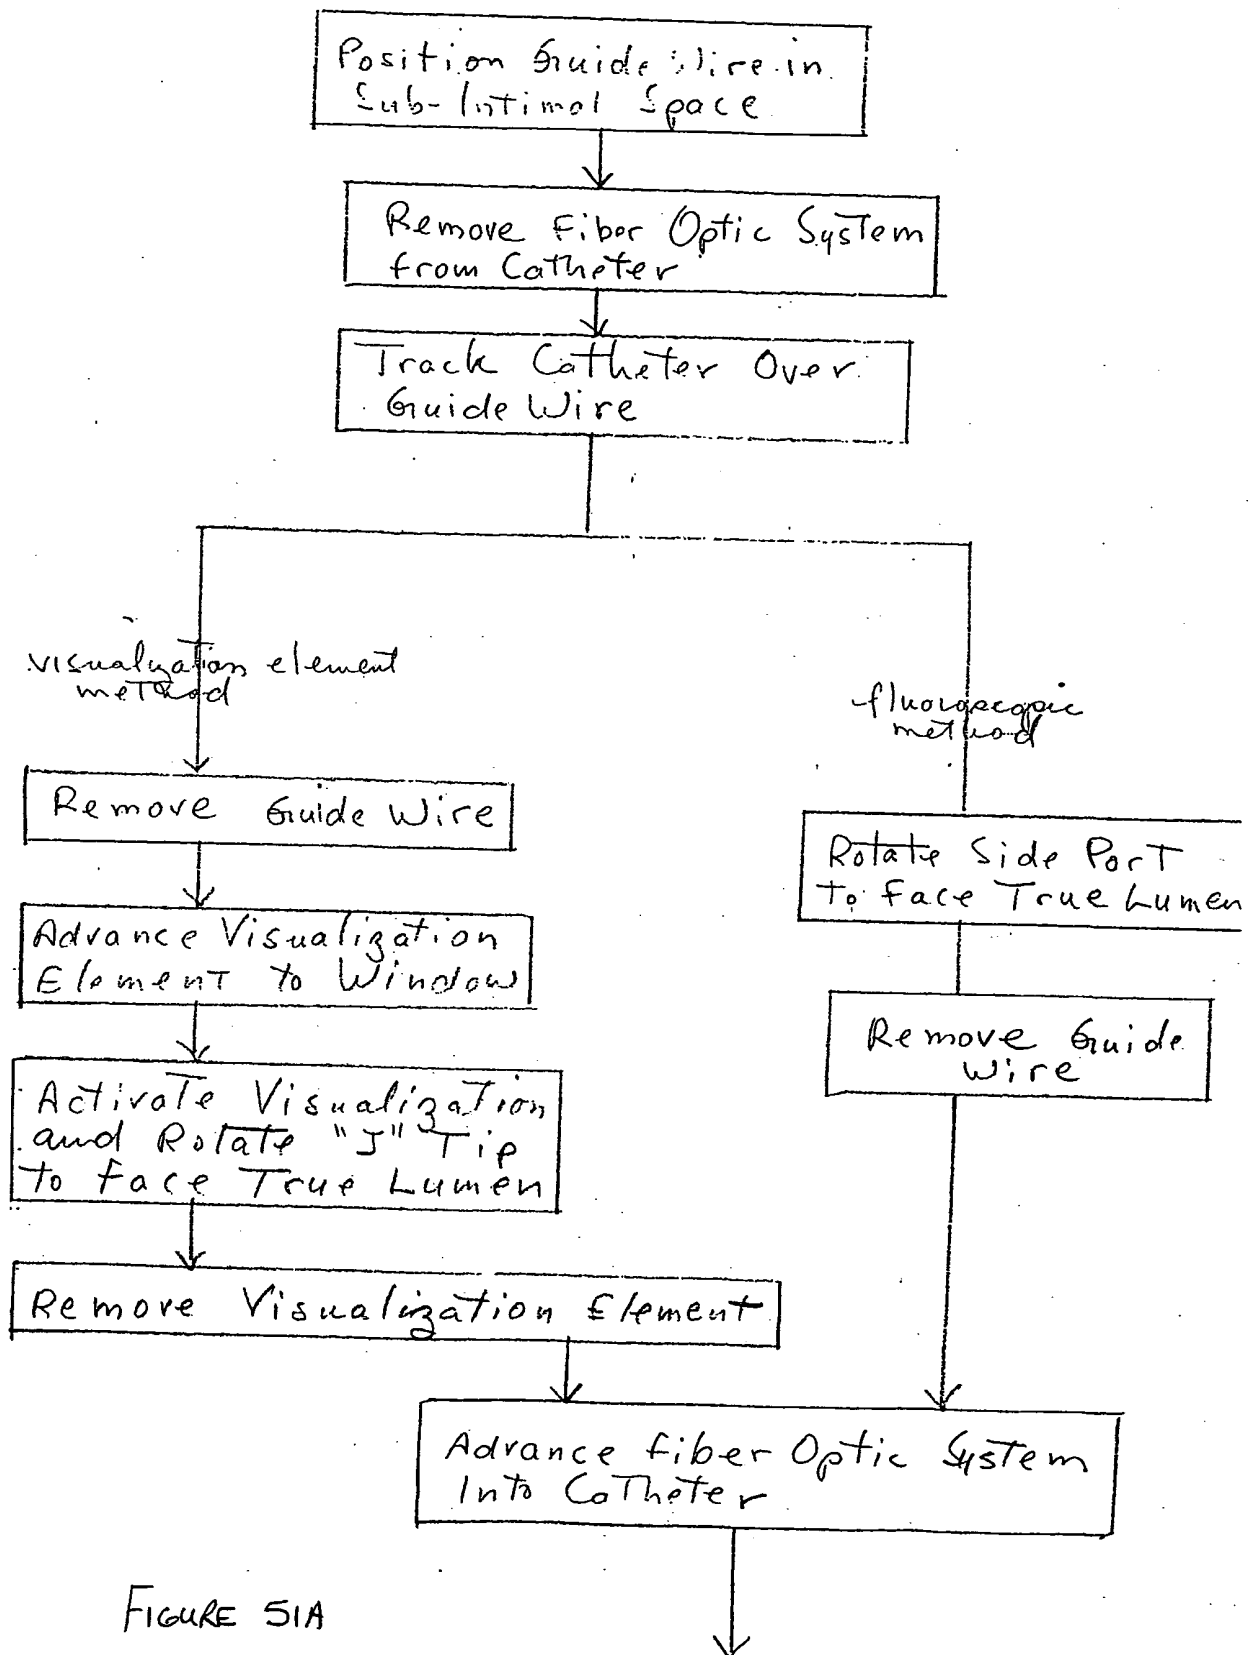 Position Guide Wire in
Sub-Intimal Space
Remove Fiber Optic System
from Catheter
Track Catheter Over
Guide Wire
visualization element
method
fluoroscopic
method
Remove Guide Wire
Advance Visualization
Element to Window
Activate Visualization
and Rotate "J" Tip
to face True Lumen
Remove Visualization Element
Rotate Side Port
to Face True Lumen
Remove Guide
Wire
Advance fiber Optic System
Into Catheter
FIGURE 51A